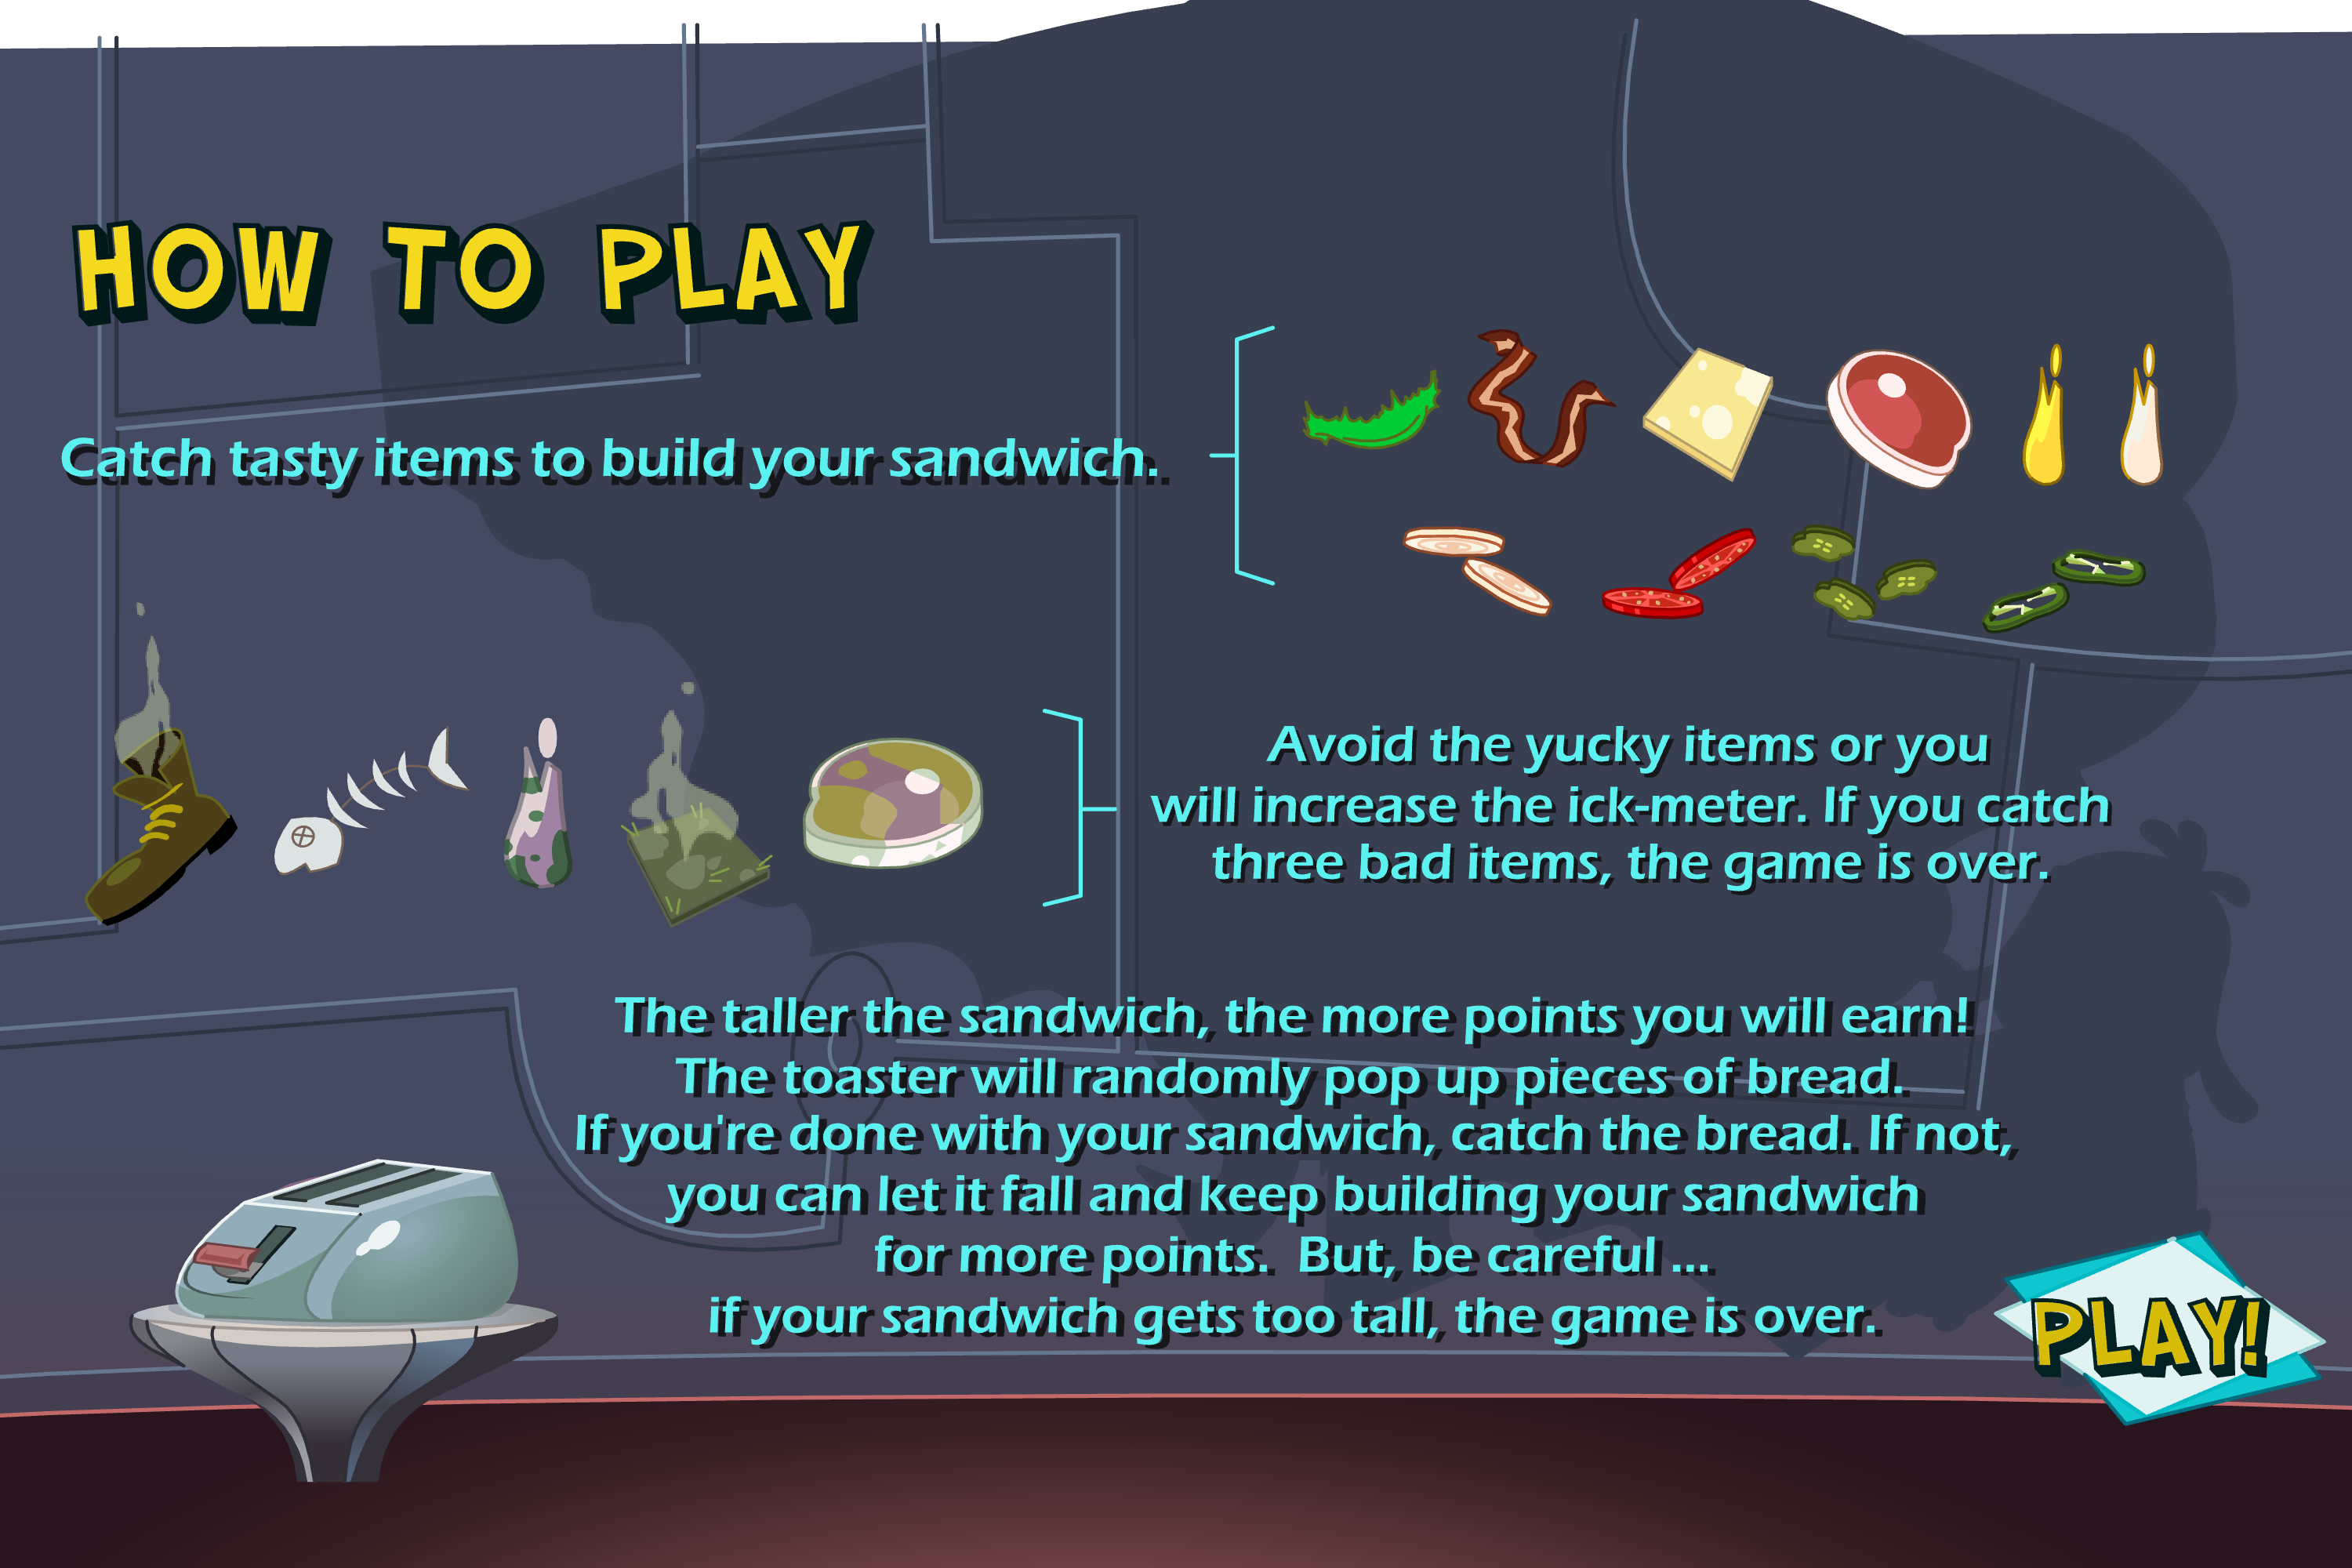 HOW TO PLAY
Catch tasty items to build your sandwich.
Avoid the yucky items or you
will increase the ick-meter. If you catch
three bad items, the game is over.
The taller the sandwich, the more points you will earn!
The toaster will randomly pop up pieces of bread.
If you're done with your sandwich, catch the bread. If not,
you can let it fall and keep building your sandwich
for more points.  But, be careful ...
if your sandwich gets too tall, the game is over.
PLAY!